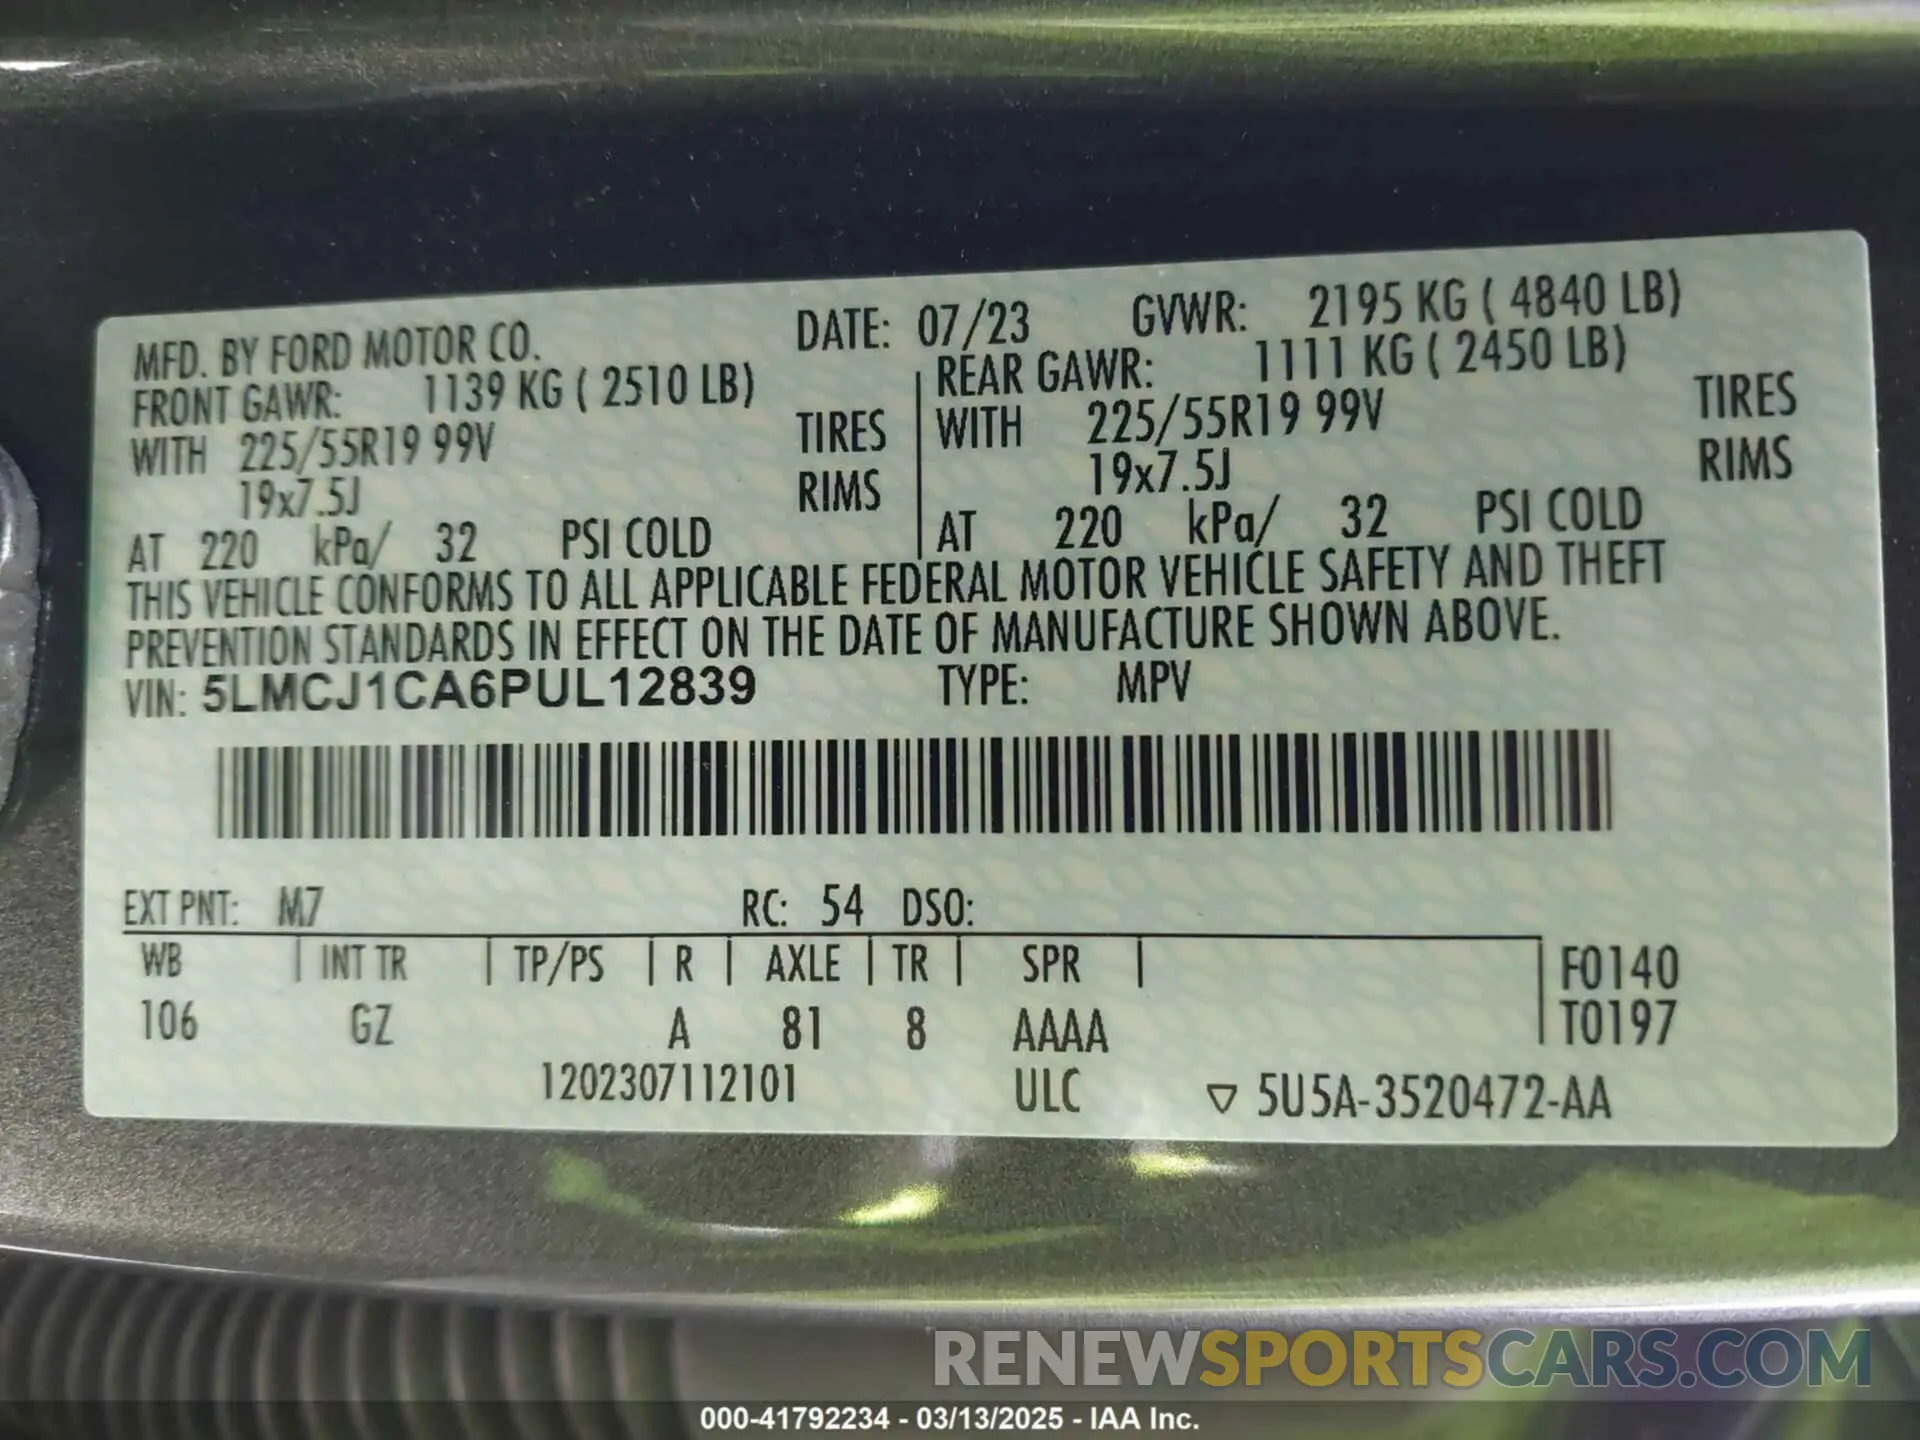 MFD. BY FORD MOTOR CO. DATE: 07/23 GVWR: 2195 KG ( 4840 LB)
FRONT GAWR: 1139 KG ( 2510 LB) REAR GAWR: 1111 KG ( 2450 LB)
WITH 225/55R19 99V TIRES WITH 225/55R19 99V TIRES
19x7.5J RIMS 19x7.5J RIMS
AT 220 kPa/ 32 PSI COLD AT 220 kPa/ 32 PSI COLD
THIS VEHICLE CONFORMS TO ALL APPLICABLE FEDERAL MOTOR VEHICLE SAFETY AND THEFT
PREVENTION STANDARDS IN EFFECT ON THE DATE OF MANUFACTURE SHOWN ABOVE.
VIN: 5LMCJ1CA6PUL12839 TYPE: MPV
EXT PNT: M7 RC: 54 DSO:
WB | INT TR | TP/PS | R | AXLE | TR | SPR | F0140
106 GZ A 81 8 AAAA T0197
1202307112101 ULC ▽ 5U5A-3520472-AA
RENEWSPORTSCARS.COM
000-41792234 - 03/13/2025 - IAA Inc.